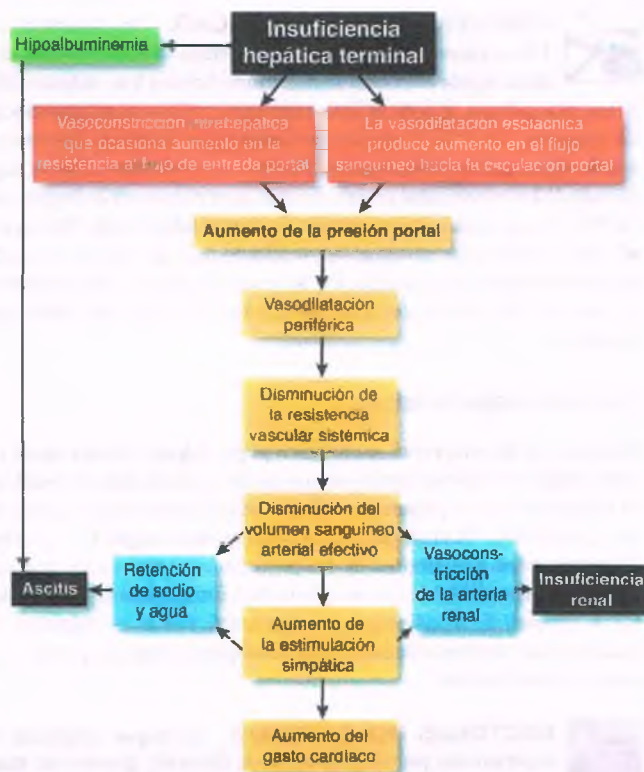 Insuficiencia
hepática terminal
Hipoalbuminemia
Vasoconstricción intrahepática
que ocasiona aumento en la
resistencia al flujo de entrada portal
La vasodilatación esplácnica
produce aumento en el flujo
sanguíneo hacia la circulación portal
Aumento de la presión portal
Vasodilatación
periférica
Disminución de
la resistencia
vascular sistémica
Disminución del
volumen sanguíneo
arterial efectivo
Ascitis
Retención
de sodio
y agua
Vasocons-
tricción
de la arteria
renal
Insuficiencia
renal
Aumento de
la estimulación
simpática
Aumento del
gasto cardiaco